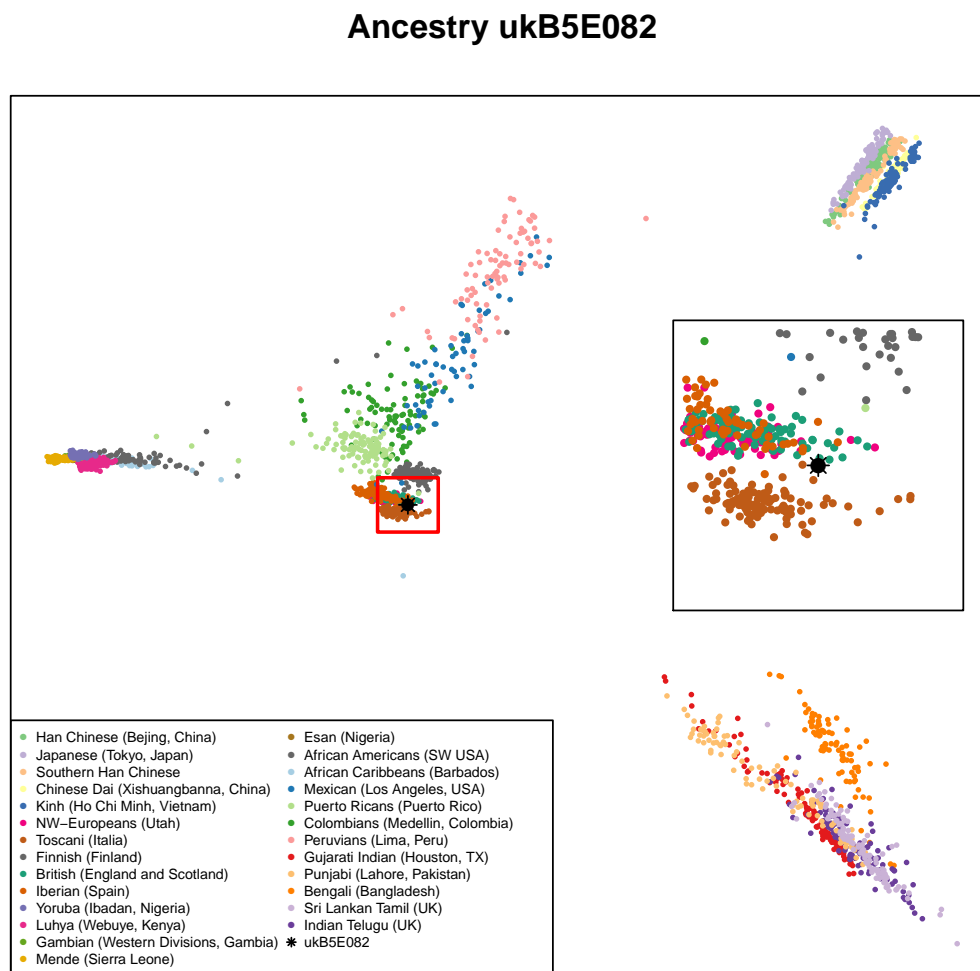 Ancestry ukB5E082
Han Chinese (Bejing, China)
Japanese (Tokyo, Japan)
Southern Han Chinese
Chinese Dai (Xishuangbanna, China)
Kinh (Ho Chi Minh, Vietnam)
NW−Europeans (Utah)
Toscani (Italia)
Finnish (Finland)
British (England and Scotland)
Iberian (Spain)
Yoruba (Ibadan, Nigeria)
Luhya (Webuye, Kenya)
Gambian (Western Divisions, Gambia)
Mende (Sierra Leone)
Esan (Nigeria)
African Americans (SW USA)
African Caribbeans (Barbados)
Mexican (Los Angeles, USA)
Puerto Ricans (Puerto Rico)
Colombians (Medellin, Colombia)
Peruvians (Lima, Peru)
Gujarati Indian (Houston, TX)
Punjabi (Lahore, Pakistan)
Bengali (Bangladesh)
Sri Lankan Tamil (UK)
Indian Telugu (UK)
ukB5E082